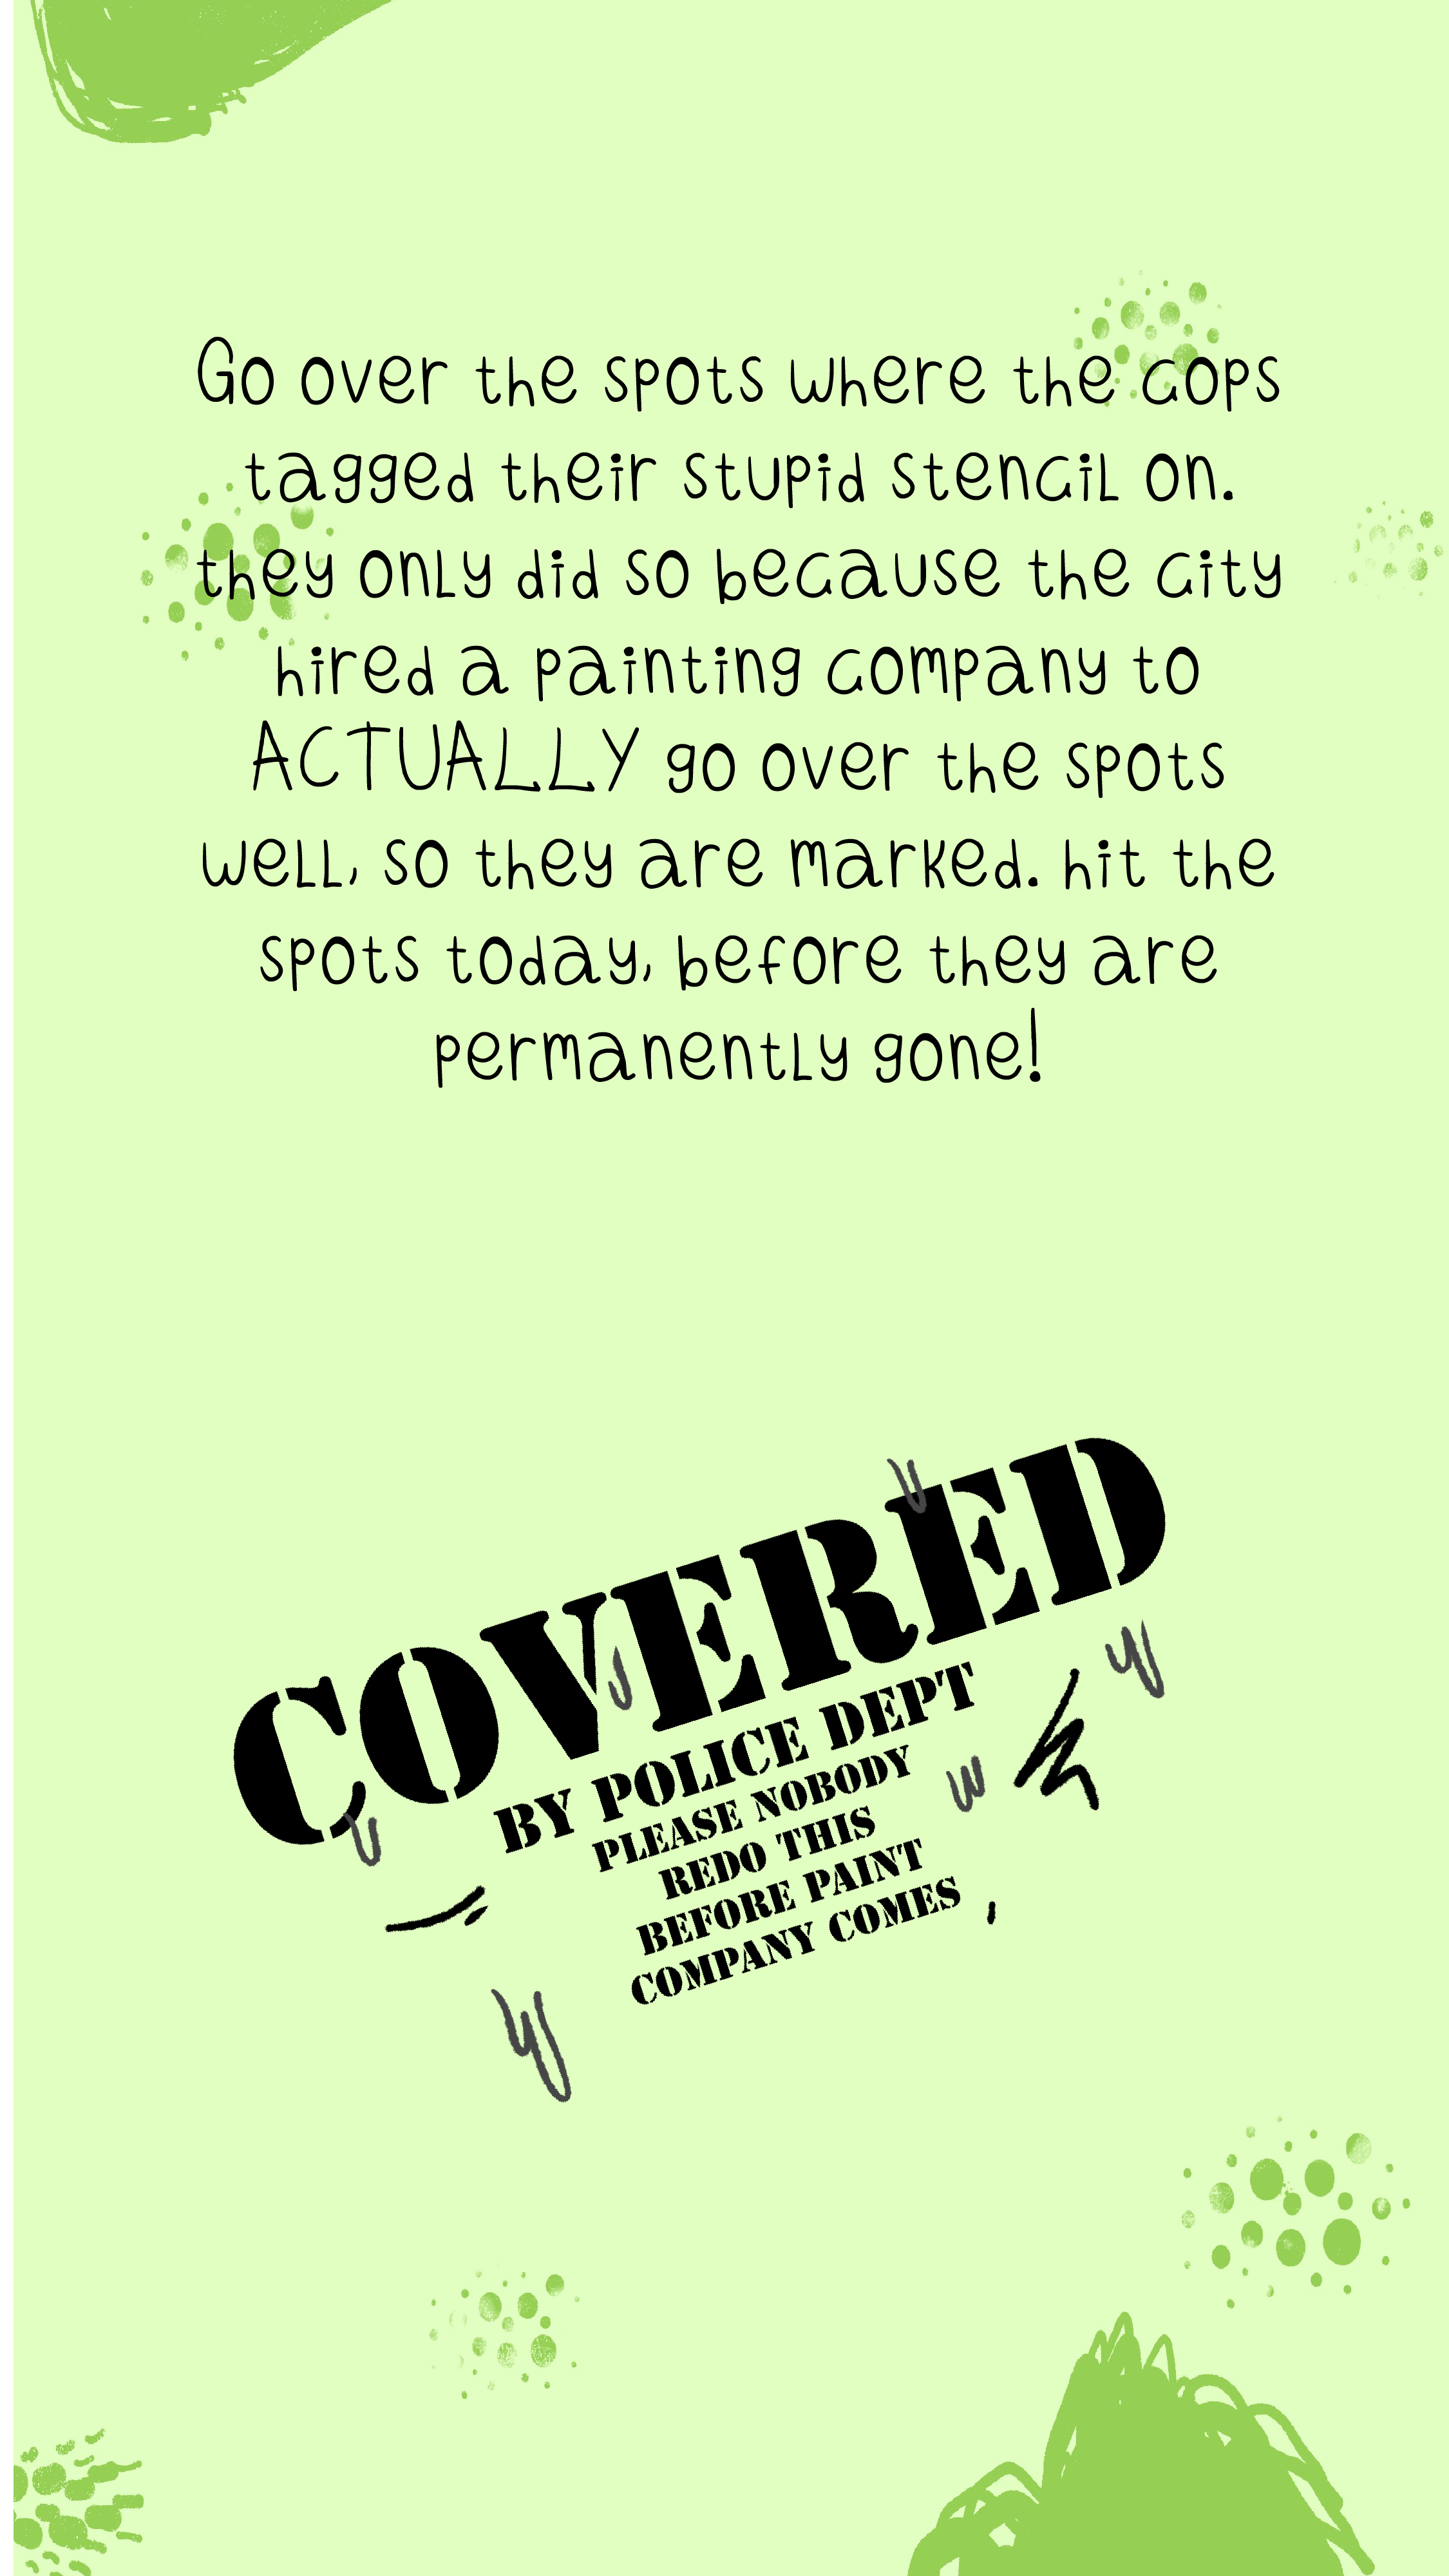 Go over the spots where the cops
tagged their stupid stencil on.
they only did so because the city
hired a painting company to
ACTUALLY go over the spots
well, so they are marked. hit the
spots today, before they are
permanently gone!
COVERED
BY POLICE DEPT
PLEASE NOBODY
REDO THIS
BEFORE PAINT
COMPANY COMES